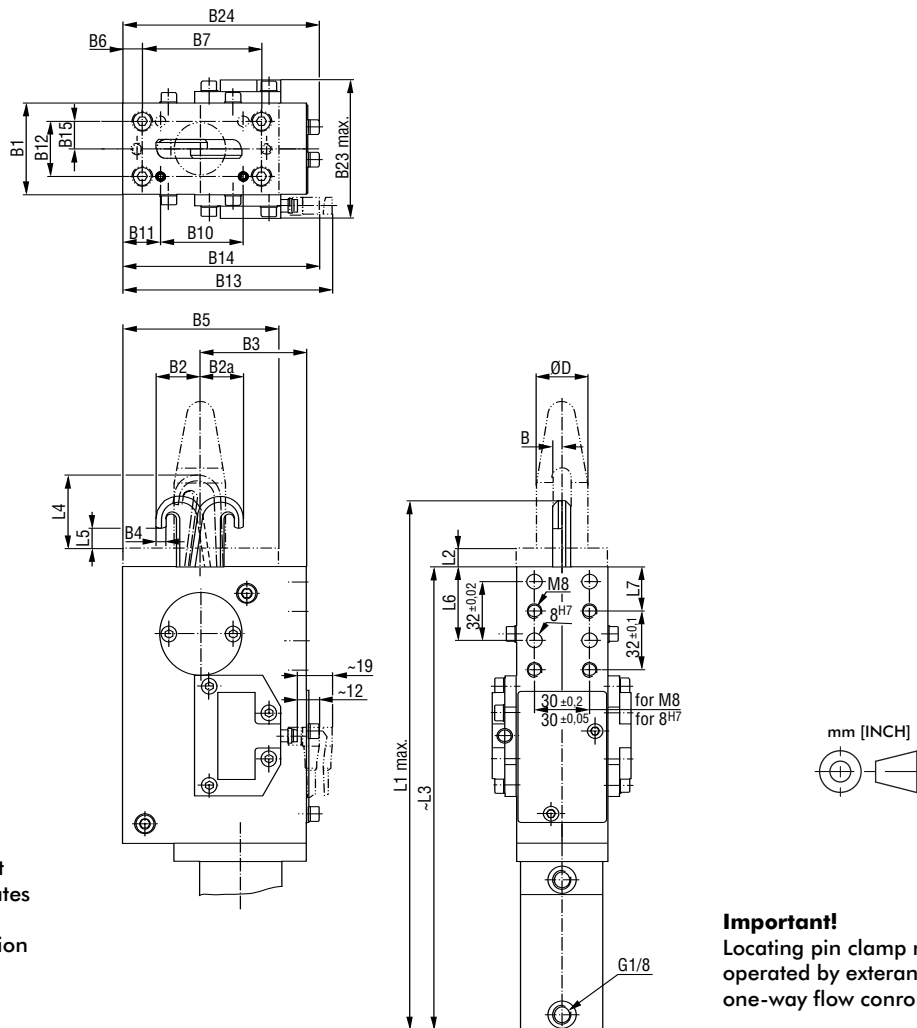 B24
B6
B7
B1
B12
B15
B23 max.
B11
B10
B14
B13
B5
B3
B2
B2a
ØD
B
L4
L5
B4
L2
L6
32 ±0,02
M8
8H7
L7
32 ±0,1
~19
~12
30 ±0,2 for M8
30 ±0,05 for 8H7
mm [INCH]
L1 max.
~L3
G1/8
Important!
Locating pin clamp
operated by exteran
one-way flow conro